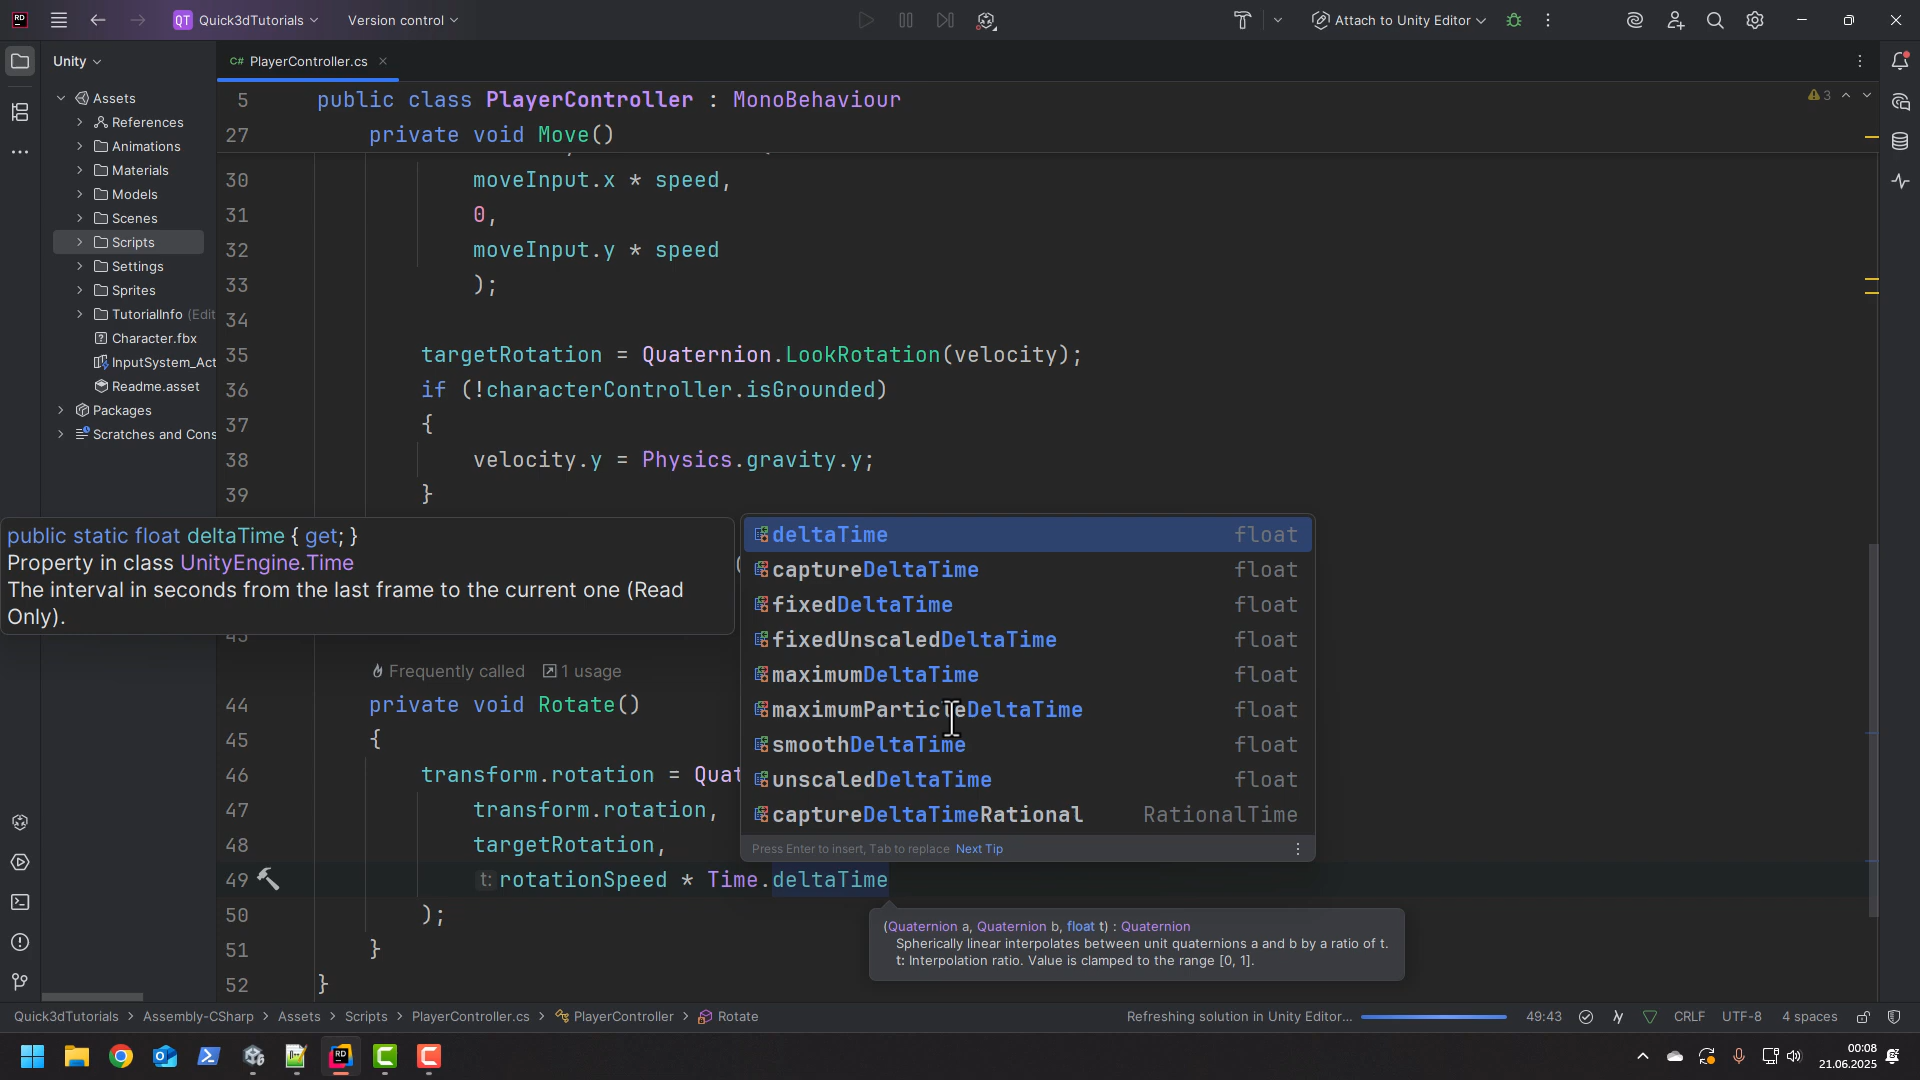 QT Quick3dTutorials
Version control
Attach to Unity Editor
Unity
C# PlayerController.cs
Assets
References
Animations
Materials
Models
Scenes
Scripts
Settings
Sprites
TutorialInfo (Edit
Character.fbx
InputSystem_Act
Readme.asset
Packages
Scratches and Cons
3
5 public class PlayerController : MonoBehaviour
27 private void Move()
30 moveInput.x * speed,
31 0,
32 moveInput.y * speed
33 );
34
35 targetRotation = Quaternion.LookRotation(velocity);
36 if (!characterController.isGrounded)
37 {
38 velocity.y = Physics.gravity.y;
39 }
public static float deltaTime { get; }
Property in class UnityEngine.Time
The interval in seconds from the last frame to the current one (Read
Only).
deltaTime float
captureDeltaTime float
fixedDeltaTime float
fixedUnscaledDeltaTime float
maximumDeltaTime float
maximumParticleDeltaTime float
smoothDeltaTime float
unscaledDeltaTime float
captureDeltaTimeRational RationalTime
Press Enter to insert, Tab to replace Next Tip
Frequently called 1 usage
44 private void Rotate()
45 {
46 transform.rotation = Quat
47 transform.rotation,
48 targetRotation,
49 t: rotationSpeed * Time.deltaTime
50 );
51 }
52 }
(Quaternion a, Quaternion b, float t) : Quaternion
Spherically linear interpolates between unit quaternions a and b by a ratio of t.
t: Interpolation ratio. Value is clamped to the range [0, 1].
Quick3dTutorials > Assembly-CSharp > Assets > Scripts > PlayerController.cs > PlayerController > Rotate
Refreshing solution in Unity Editor...
49:43
CRLF
UTF-8
4 spaces
00:08
21.06.2025